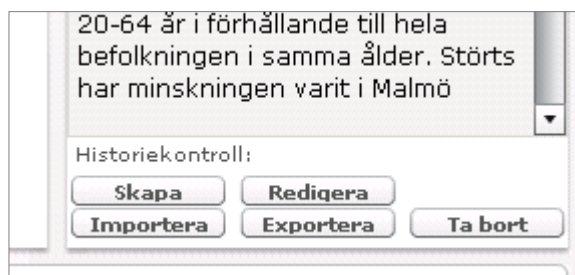 20-64 år i förhållande till hela
befolkningen i samma ålder. Störts
har minskningen varit i Malmö
Historiekontroll:
Skapa Redigera
Importera Exportera Ta bort